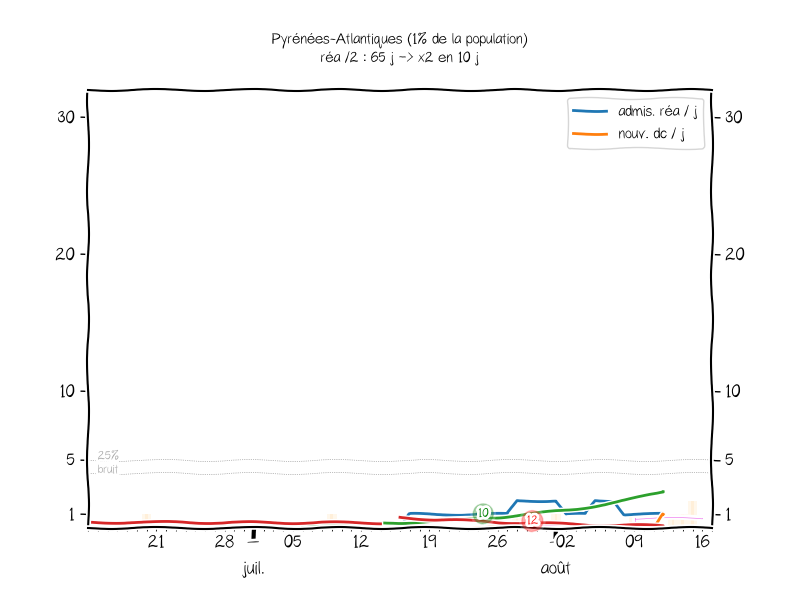 Pyrénées-Atlantiques (1% de la population)
réa /2 : 65 j -> x2 en 10 j
admis. réa / j
nouv. dc / j
30
30
20
20
10
10
5
5
25%
bruit
1
1
10
12
21 28 05 12 19 26 02 09 16
juil. août